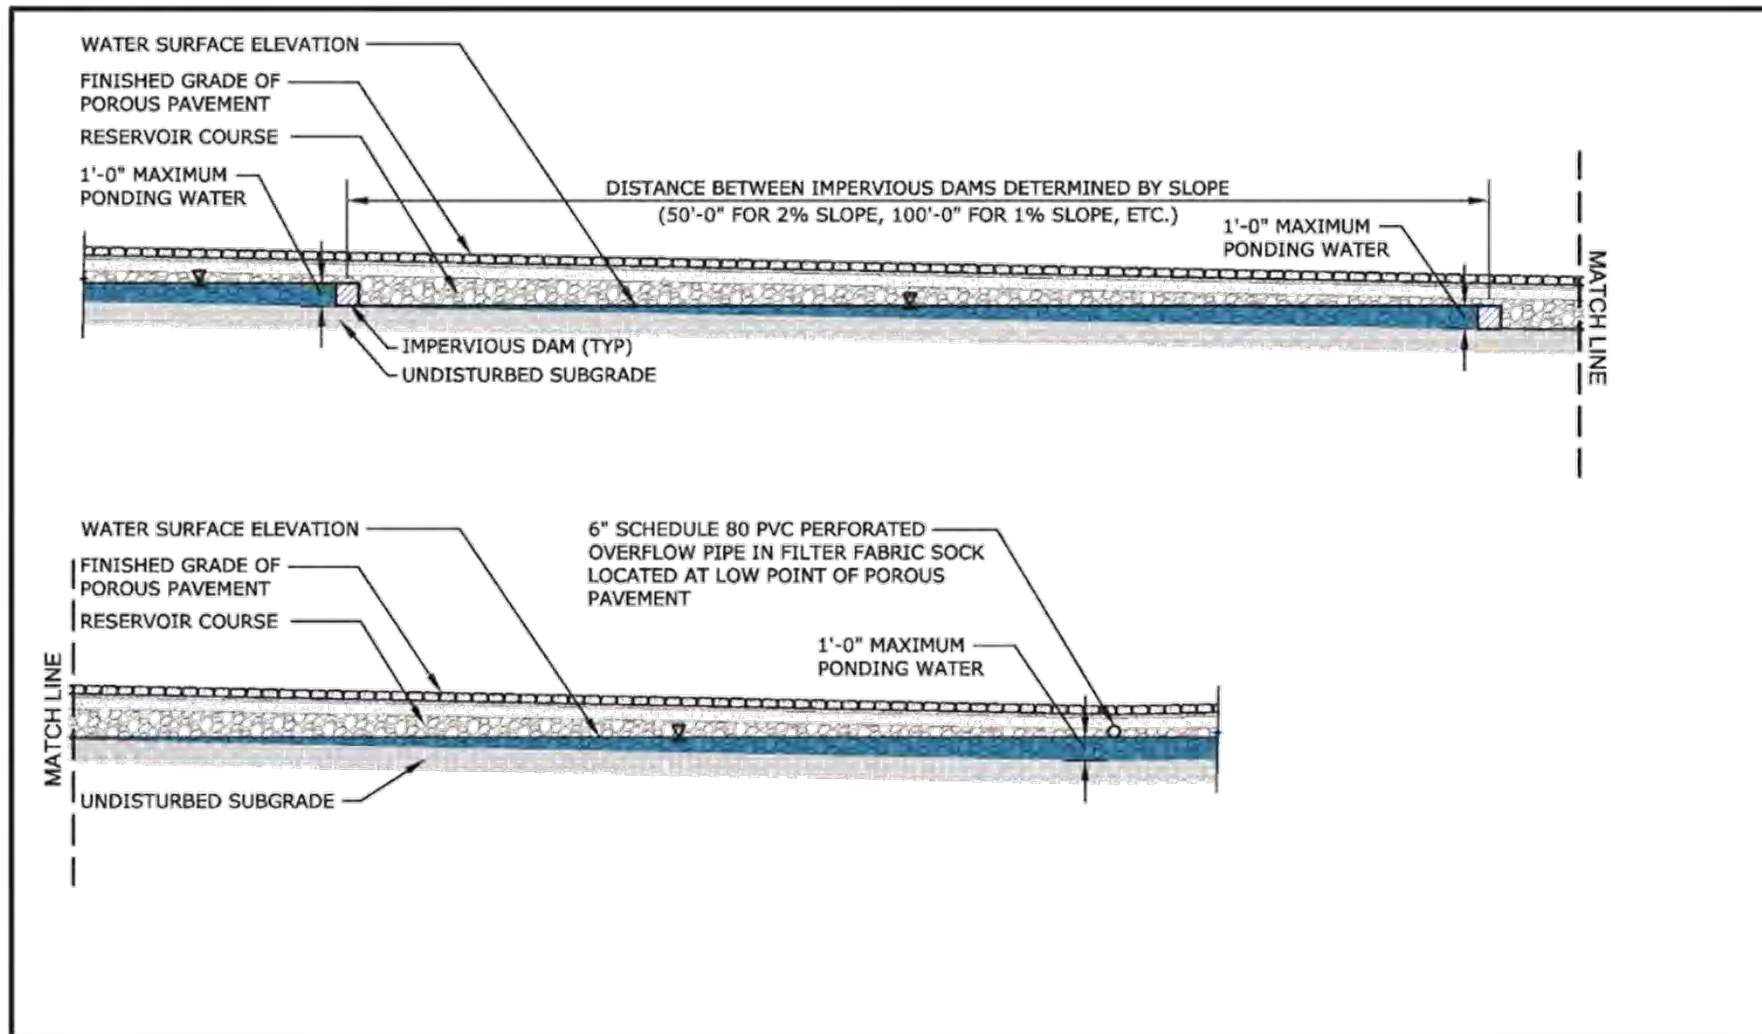 WATER SURFACE ELEVATION
FINISHED GRADE OF
POROUS PAVEMENT
RESERVOIR COURSE
1'-0" MAXIMUM
PONDING WATER
DISTANCE BETWEEN IMPERVIOUS DAMS DETERMINED BY SLOPE
(50'-0" FOR 2% SLOPE, 100'-0" FOR 1% SLOPE, ETC.)
1'-0" MAXIMUM
PONDING WATER
MATCH LINE
IMPERVIOUS DAM (TYP)
UNDISTURBED SUBGRADE
WATER SURFACE ELEVATION
FINISHED GRADE OF
POROUS PAVEMENT
RESERVOIR COURSE
6" SCHEDULE 80 PVC PERFORATED
OVERFLOW PIPE IN FILTER FABRIC SOCK
LOCATED AT LOW POINT OF POROUS
PAVEMENT
1'-0" MAXIMUM
PONDING WATER
MATCH LINE
UNDISTURBED SUBGRADE